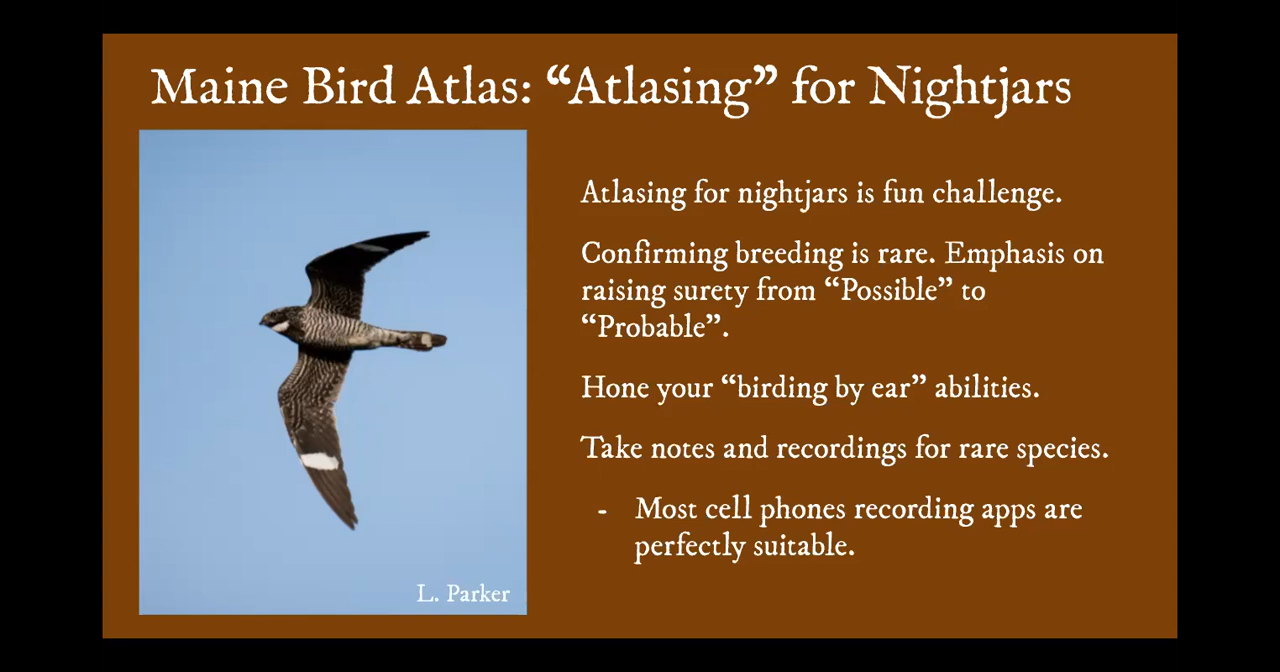 Maine Bird Atlas: “Atlasing” for Nightjars
Atlasing for nightjars is fun challenge.
Confirming breeding is rare. Emphasis on
raising surety from “Possible” to
“Probable”.
Hone your “birding by ear” abilities.
Take notes and recordings for rare species.
- Most cell phones recording apps are
perfectly suitable.
L. Parker